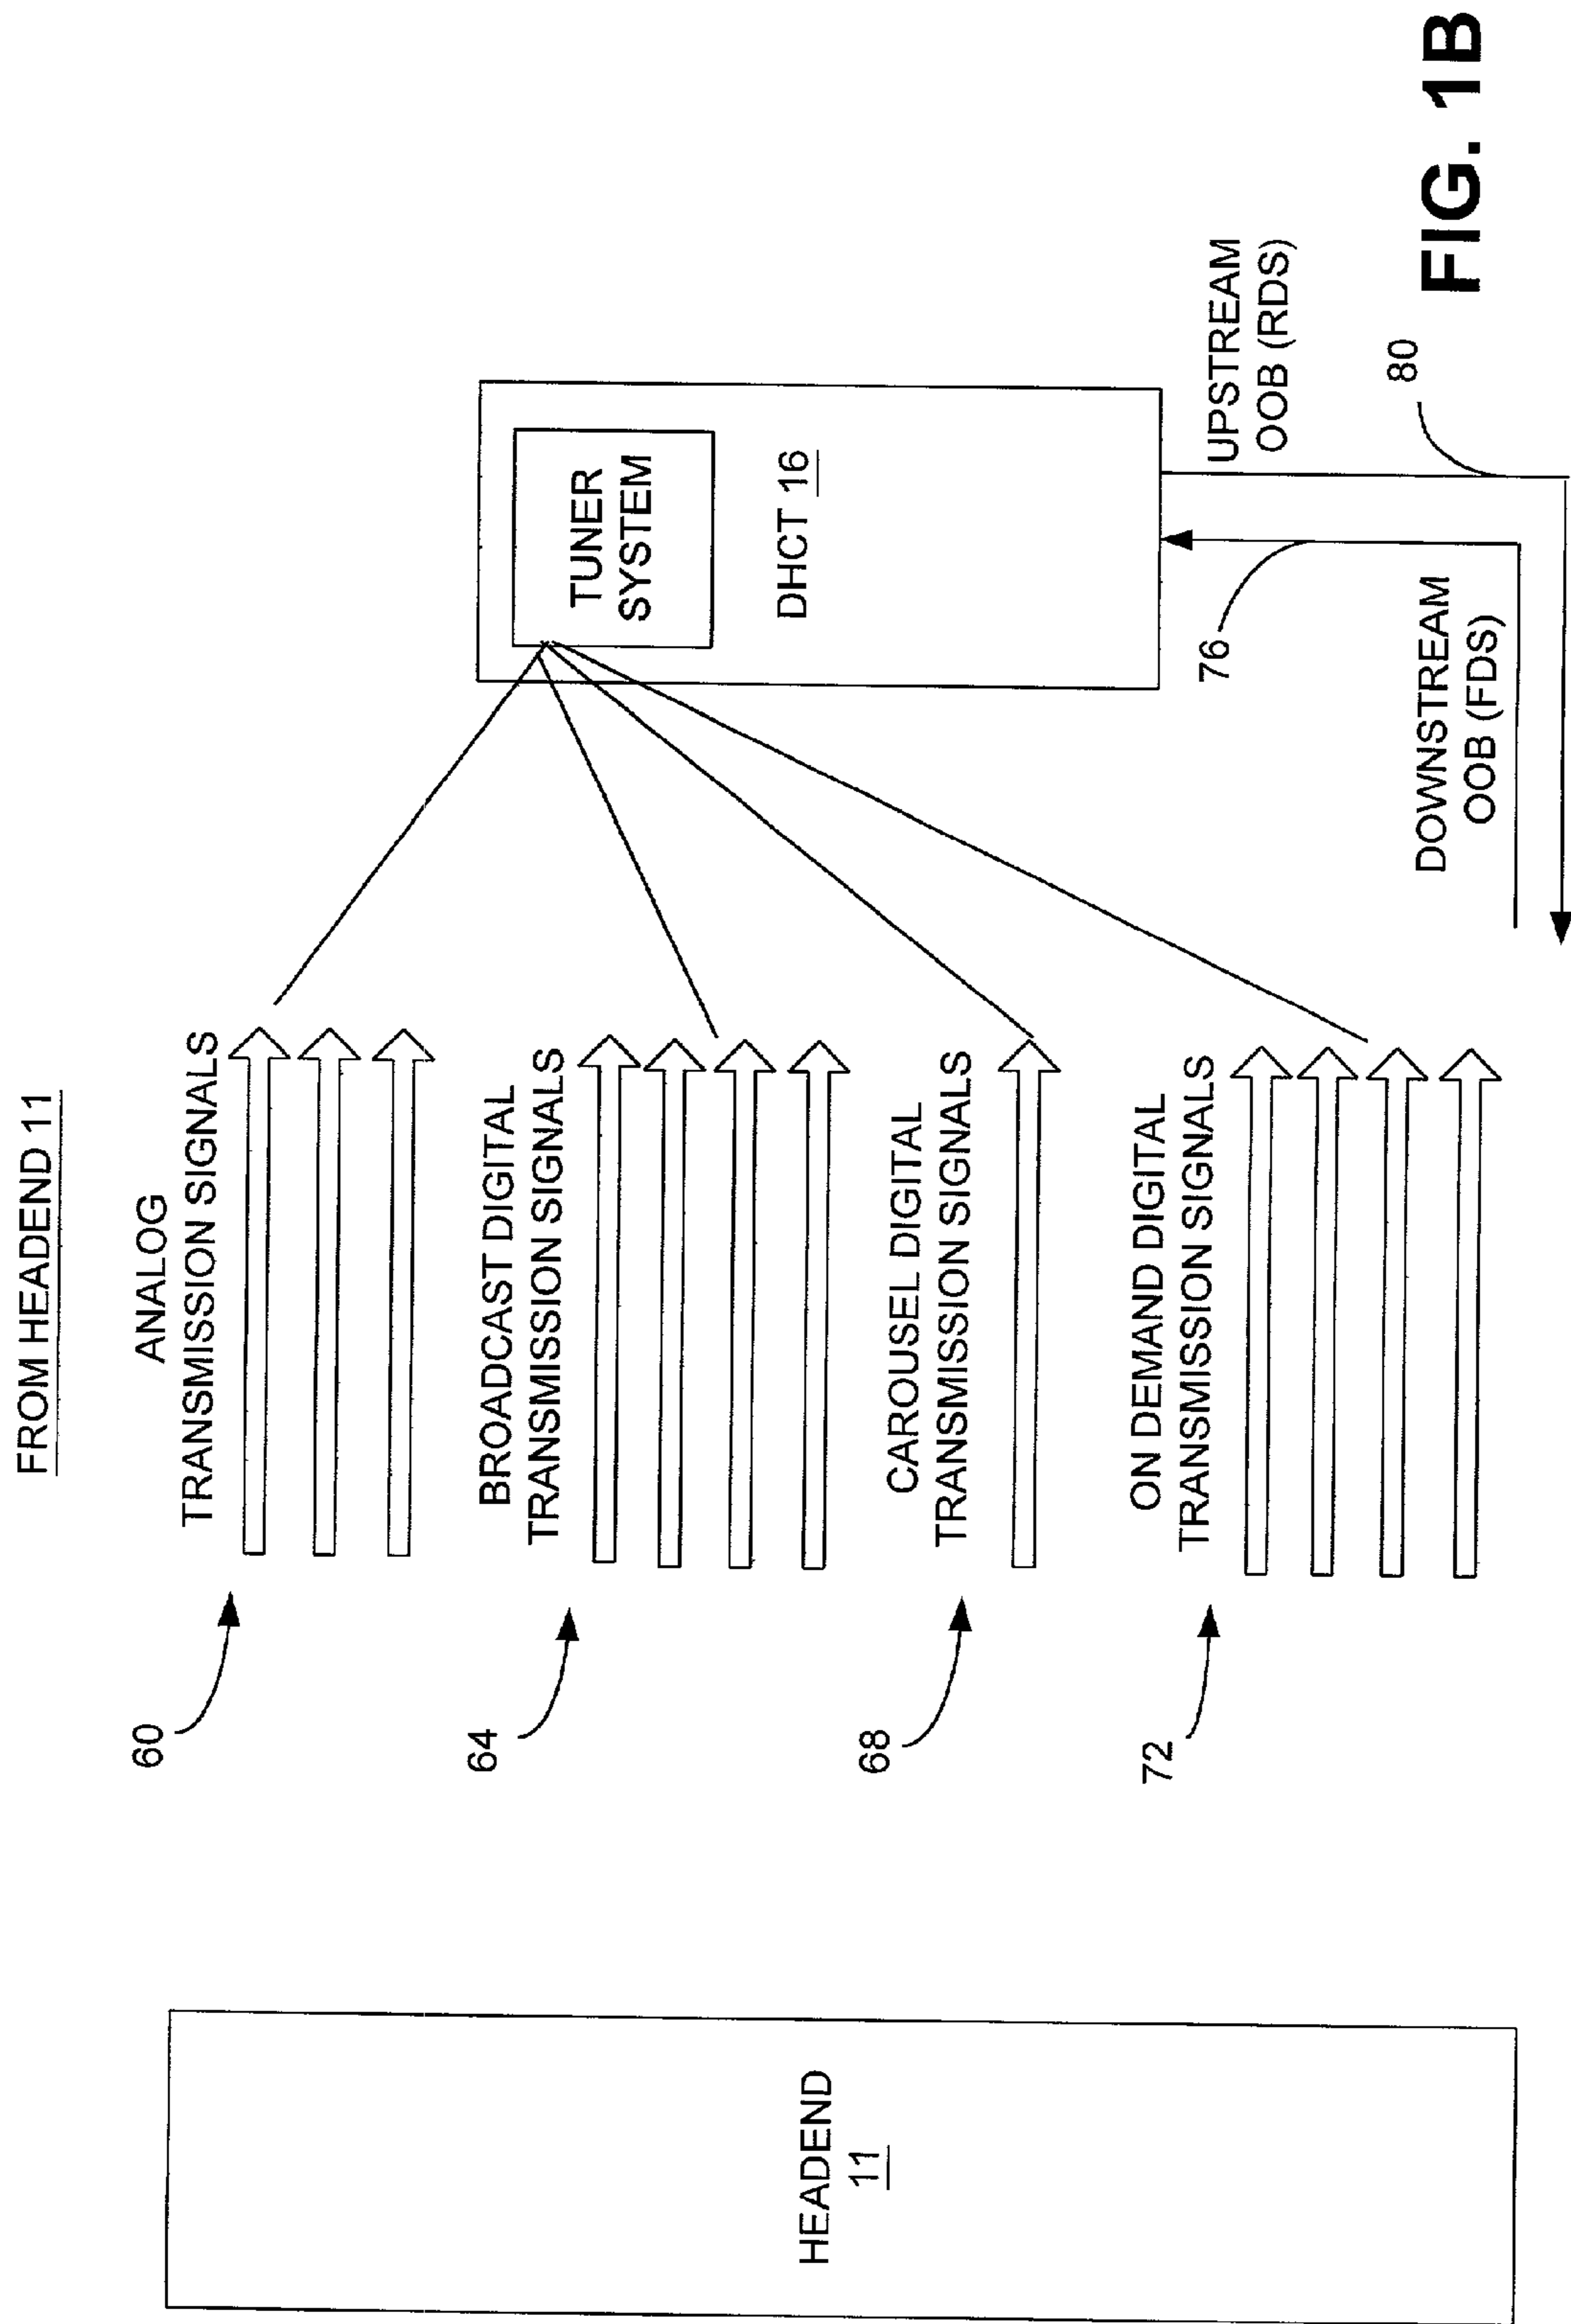 FROM HEADEND 11
60
ANALOG
TRANSMISSION SIGNALS
64
BROADCAST DIGITAL
TRANSMISSION SIGNALS
68
CAROUSEL DIGITAL
TRANSMISSION SIGNALS
72
ON DEMAND DIGITAL
TRANSMISSION SIGNALS
HEADEND
11
TUNER
SYSTEM
DHCT 16
76
UPSTREAM
OOB (RDS)
80
DOWNSTREAM
OOB (FDS)
FIG. 1B